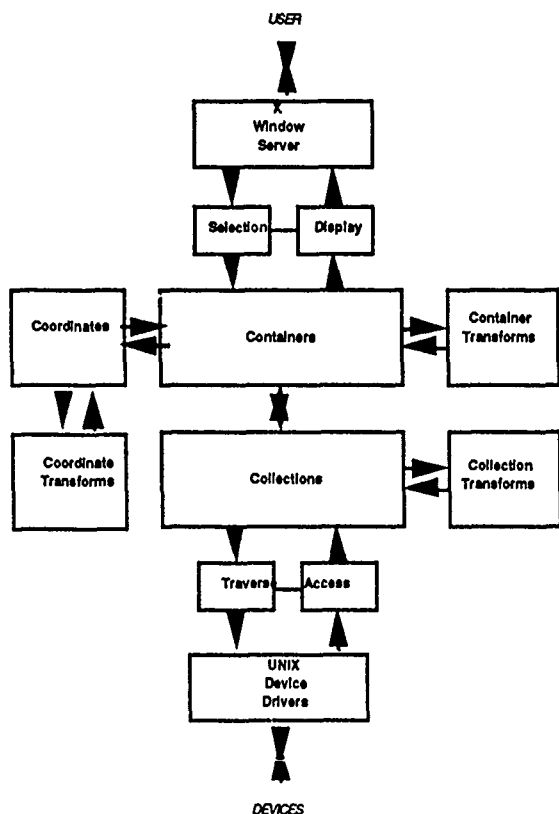 USER
X
Window
Server
Selection
Display
Coordinates
Containers
Container
Transforms
Coordinate
Transforms
Collections
Collection
Transforms
Travers
Access
UNIX
Device
Drivers
DEVICES